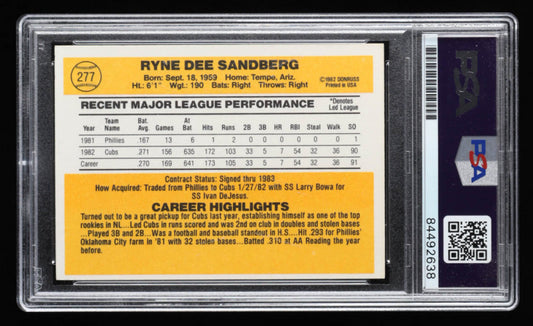 277
RYNE DEE SANDBERG
Born: Sept. 18, 1959 Home: Tempe, Ariz.
Ht.: 6'1" Wgt.: 190 Bats: Right Throws: Right
©1982 DONRUSS
Printed in USA
RECENT MAJOR LEAGUE PERFORMANCE
*Denotes
Led League
Year Team Name Bat. Avg. Games At Bat Hits Runs 2B 3B HR RBI Steal Walk SO
1981 Phillies .167 13 6 1 2 0 0 0 0 0 0 1
1982 Cubs .271 156 635 172 103 33 5 7 54 32 36 90
Career .270 169 641 173 105 33 5 7 54 32 36 91
Contract Status: Signed thru 1983
How Acquired: Traded from Phillies to Cubs 1/27/82 with SS Larry Bowa for
SS Ivan DeJesus.
CAREER HIGHLIGHTS
Turned out to be a great pickup for Cubs last year, establishing himself as one of the top
rookies in NL...Led Cubs in runs scored and was 2nd on club in doubles and stolen bases
...Played 3B and 2B...Was a football and baseball standout in H.S....Hit .293 for Phillies'
Oklahoma City farm in '81 with 32 stolen bases...Batted .310 at AA Reading the year
before.
PSA
PSA
84492638